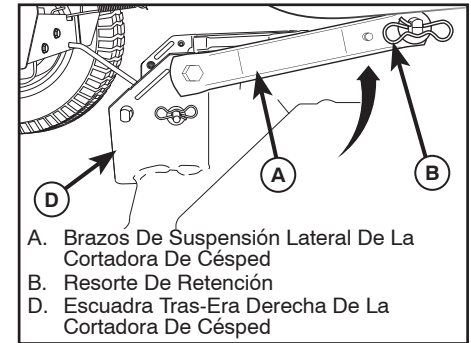 A
B
D
A. Brazos De Suspensión Lateral De La
Cortadora De Césped
B. Resorte De Retención
D. Escuadra Tras-Era Derecha De La
Cortadora De Césped